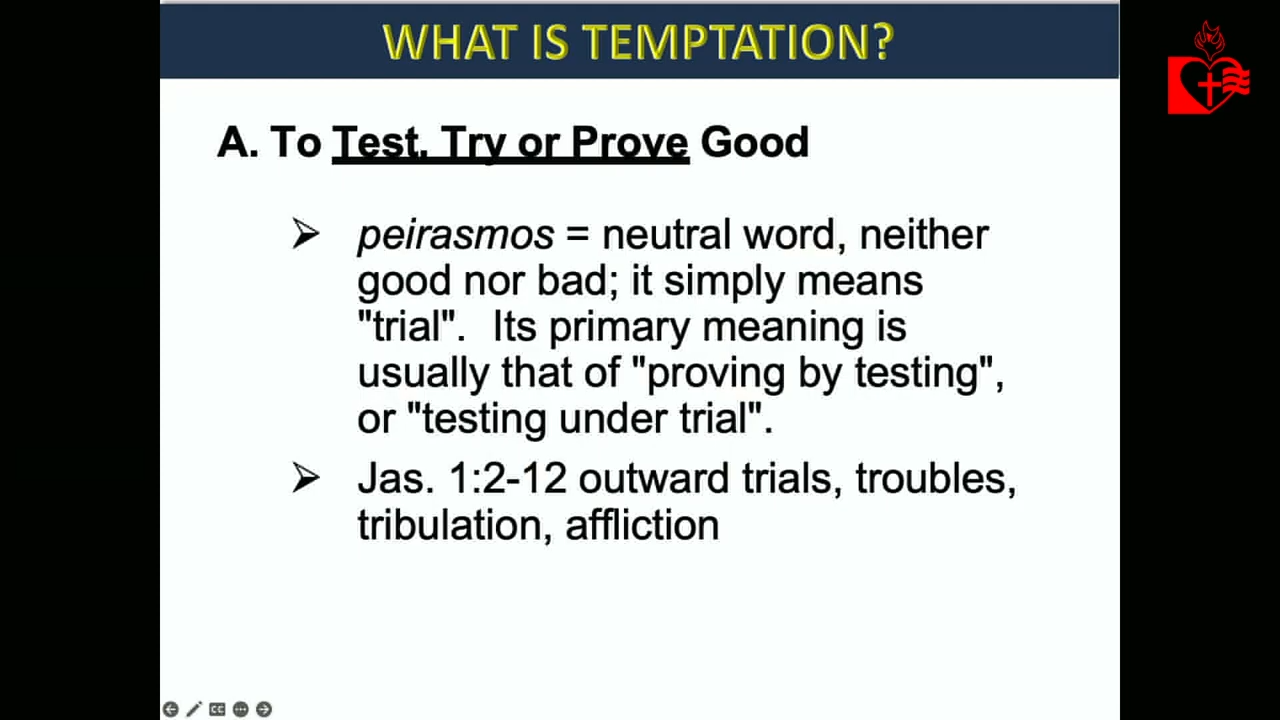 WHAT IS TEMPTATION?
A. To Test, Try or Prove Good
➢ peirasmos = neutral word, neither
good nor bad; it simply means
"trial".  Its primary meaning is
usually that of "proving by testing",
or "testing under trial".
➢ Jas. 1:2-12 outward trials, troubles,
tribulation, affliction
CC